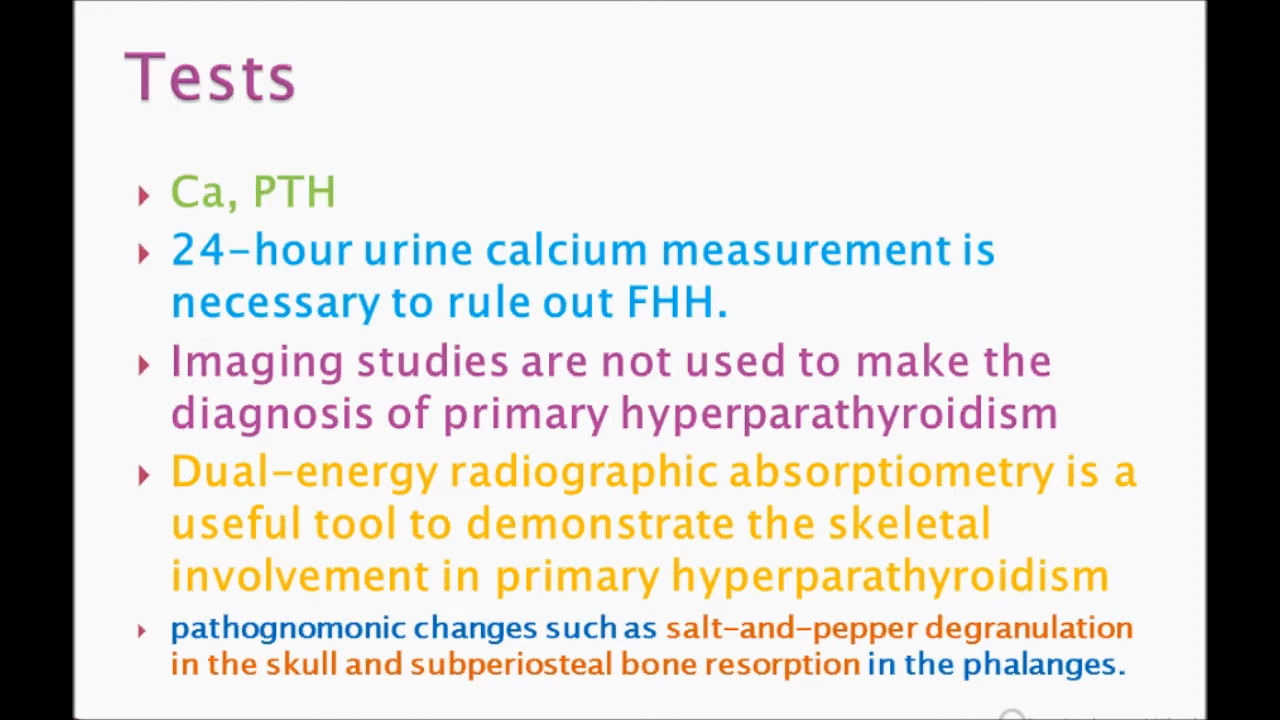 Tests
Ca, PTH
24-hour urine calcium measurement is
necessary to rule out FHH.
Imaging studies are not used to make the
diagnosis of primary hyperparathyroidism
Dual-energy radiographic absorptiometry is a
useful tool to demonstrate the skeletal
involvement in primary hyperparathyroidism
pathognomonic changes such as salt-and-pepper degranulation
in the skull and subperiosteal bone resorption in the phalanges.